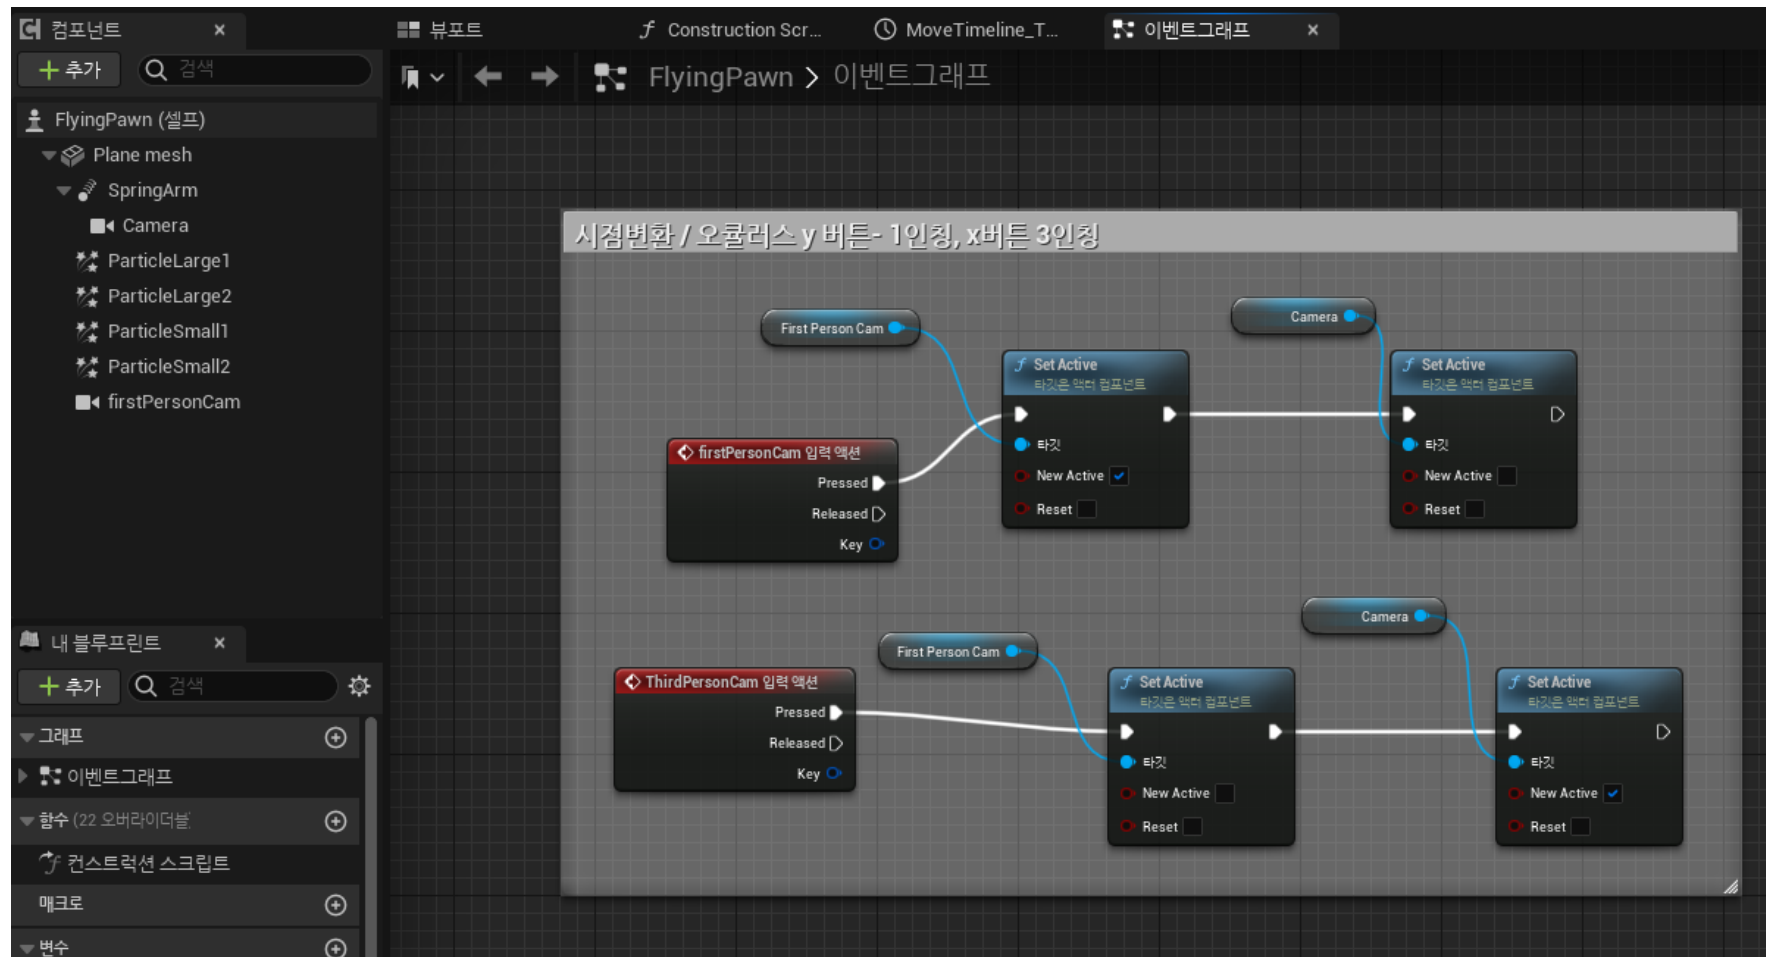 컴포넌트
추가
검색
FlyingPawn (셀프)
Plane mesh
SpringArm
Camera
ParticleLarge1
ParticleLarge2
ParticleSmall1
ParticleSmall2
firstPersonCam
내 블루프린트
추가
검색
그래프
이벤트그래프
함수 (22 오버라이더블
컨스트럭션 스크립트
매크로
변수
뷰포트
Construction Scr...
MoveTimeline_T...
이벤트그래프
FlyingPawn > 이벤트그래프
시점변환 / 오큘러스 y 버튼- 1인칭, x버튼 3인칭
First Person Cam
Camera
Set Active
타깃은 액터 컴포넌트
타깃
New Active
Reset
Set Active
타깃은 액터 컴포넌트
타깃
New Active
Reset
firstPersonCam 입력 액션
Pressed
Released
Key
Camera
First Person Cam
ThirdPersonCam 입력 액션
Pressed
Released
Key
Set Active
타깃은 액터 컴포넌트
타깃
New Active
Reset
Set Active
타깃은 액터 컴포넌트
타깃
New Active
Reset